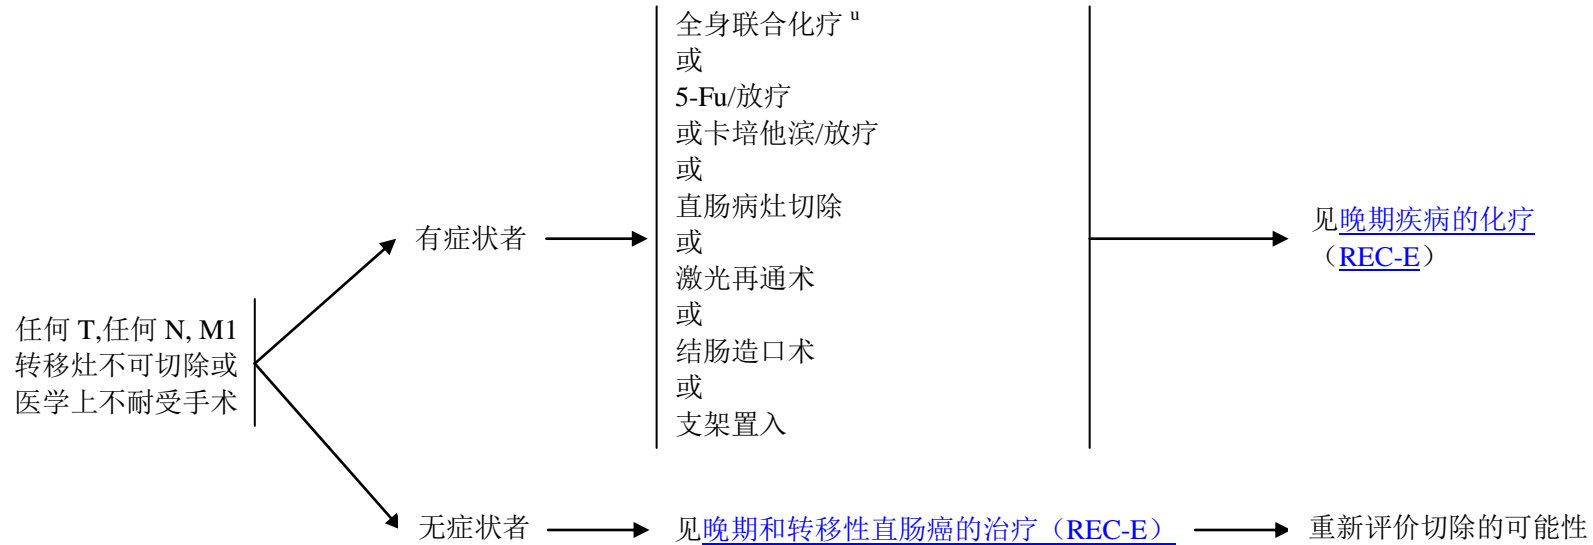 任何 T,任何 N, M1
转移灶不可切除或
医学上不耐受手术
有症状者
全身联合化疗 u
或
5-Fu/放疗
或卡培他滨/放疗
或
直肠病灶切除
或
激光再通术
或
结肠造口术
或
支架置入
见晚期疾病的化疗
（REC-E）
无症状者
见晚期和转移性直肠癌的治疗（REC-E）
重新评价切除的可能性